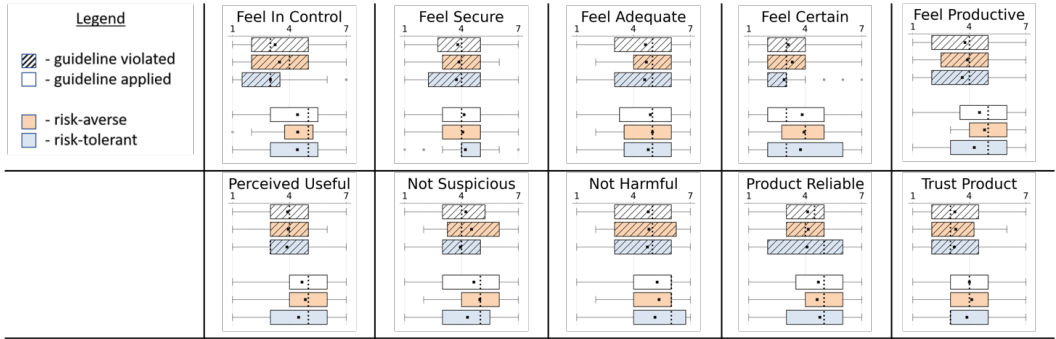 Legend
- guideline violated
- guideline applied
- risk-averse
- risk-tolerant
Feel In Control
1 4 7
Feel Secure
1 4 7
Feel Adequate
1 4 7
Feel Certain
1 4 7
Feel Productive
1 4 7
Perceived Useful
1 4 7
Not Suspicious
1 4 7
Not Harmful
1 4 7
Product Reliable
1 4 7
Trust Product
1 4 7